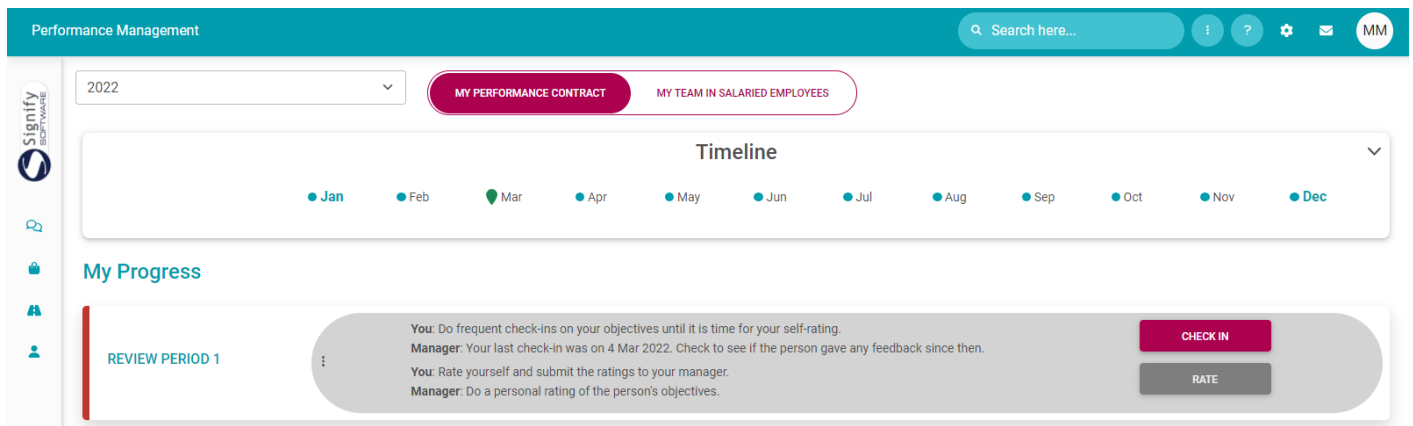 Performance Management
Search here...
?
MM
Signify
SOFTWARE
2022
MY PERFORMANCE CONTRACT
MY TEAM IN SALARIED EMPLOYEES
Timeline
Jan
Feb
Mar
Apr
May
Jun
Jul
Aug
Sep
Oct
Nov
Dec
My Progress
REVIEW PERIOD 1
You: Do frequent check-ins on your objectives until it is time for your self-rating.
Manager: Your last check-in was on 4 Mar 2022. Check to see if the person gave any feedback since then.
You: Rate yourself and submit the ratings to your manager.
Manager: Do a personal rating of the person's objectives.
CHECK IN
RATE